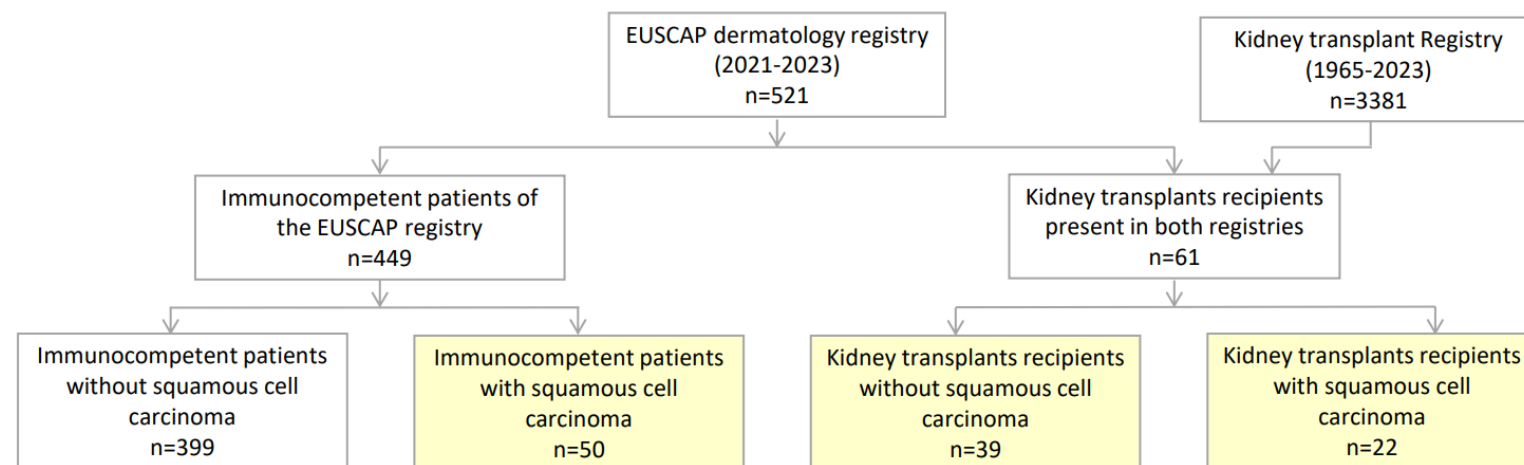 EUSCAP dermatology registry
(2021-2023)
n=521
Kidney transplant Registry
(1965-2023)
n=3381
Immunocompetent patients of
the EUSCAP registry
n=449
Kidney transplants recipients
present in both registries
n=61
Immunocompetent patients
without squamous cell
carcinoma
n=399
Immunocompetent patients
with squamous cell
carcinoma
n=50
Kidney transplants recipients
without squamous cell
carcinoma
n=39
Kidney transplants recipients
with squamous cell
carcinoma
n=22